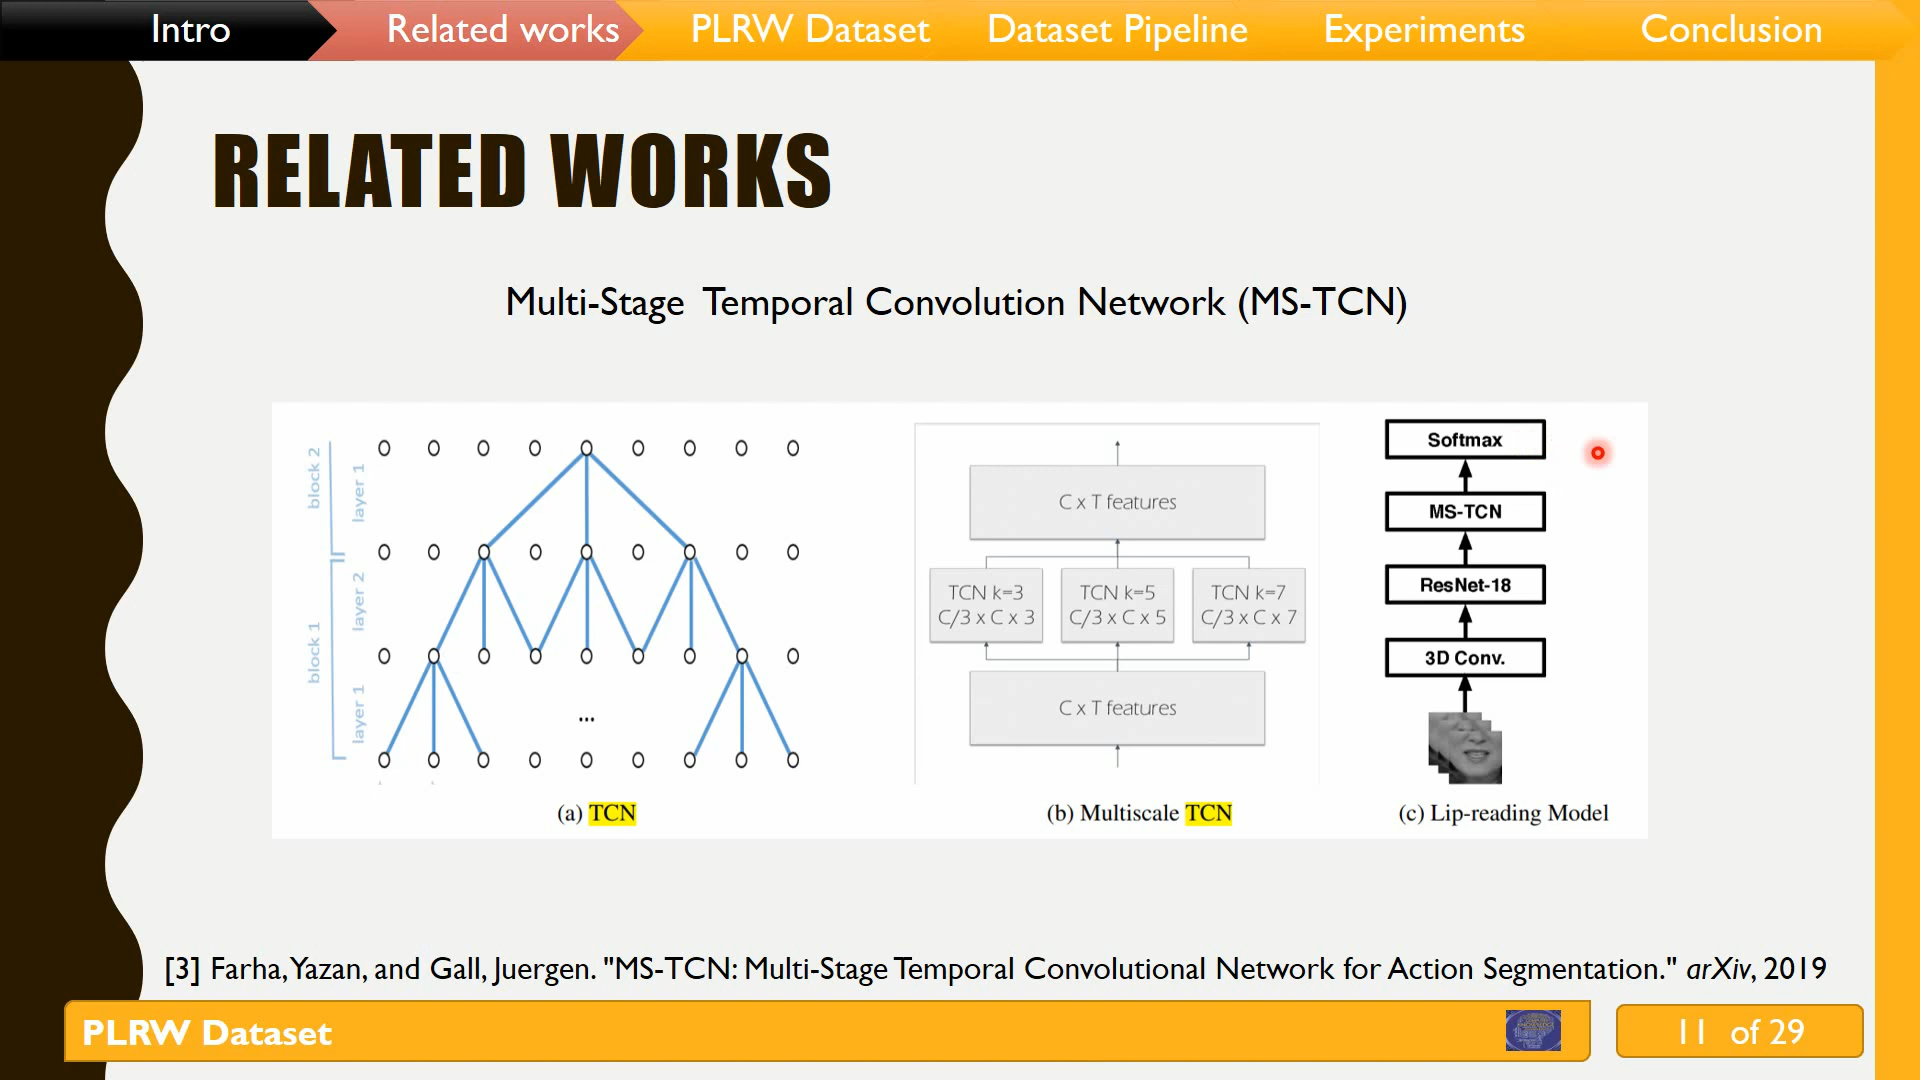 Intro
Related works
PLRW Dataset
Dataset Pipeline
Experiments
Conclusion
RELATED WORKS
Multi-Stage Temporal Convolution Network (MS-TCN)
block 2
layer 1
block 1
layer 2
layer 1
...
(a) TCN
C x T features
TCN k=3
C/3 x C x 3
TCN k=5
C/3 x C x 5
TCN k=7
C/3 x C x 7
C x T features
(b) Multiscale TCN
Softmax
MS-TCN
ResNet-18
3D Conv.
(c) Lip-reading Model
[3] Farha, Yazan, and Gall, Juergen. "MS-TCN: Multi-Stage Temporal Convolutional Network for Action Segmentation." arXiv, 2019
PLRW Dataset
11 of 29